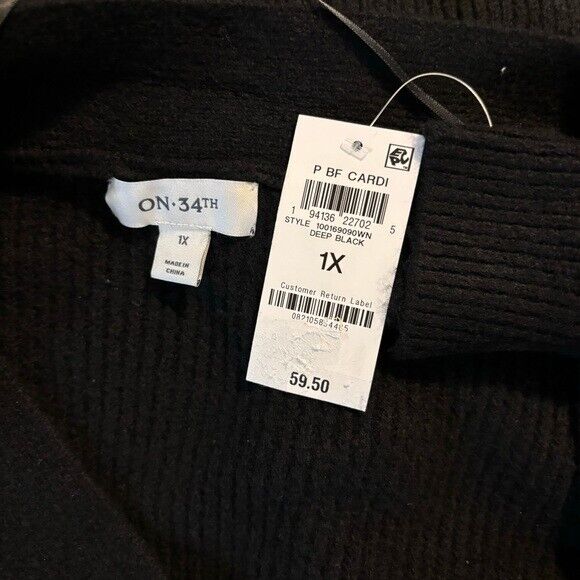 ON·34TH
1X
MADE IN
CHINA
P BF CARDI
1 94136 22702 5
STYLE 100169090WN
DEEP BLACK
1X
Customer Return Label
59.50